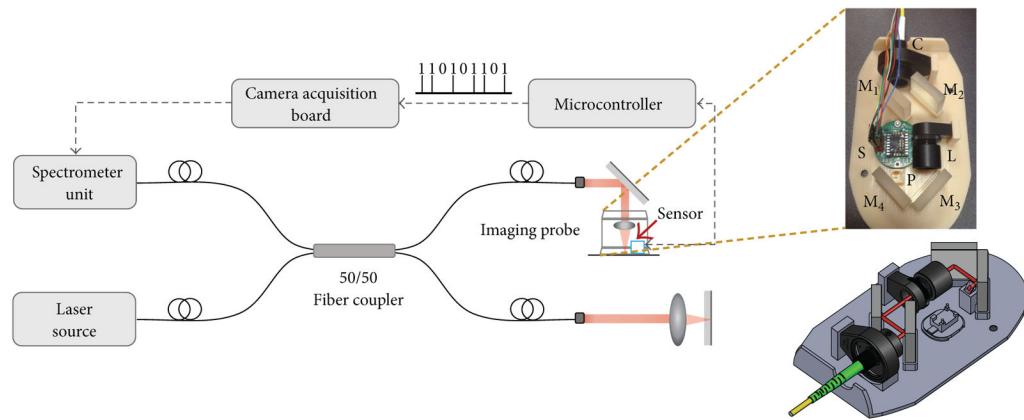 1101011101
Camera acquisition
board
Microcontroller
Spectrometer
unit
Laser
source
50/50
Fiber coupler
Imaging probe
Sensor
C
M1
M2
S
L
P
M4
M3